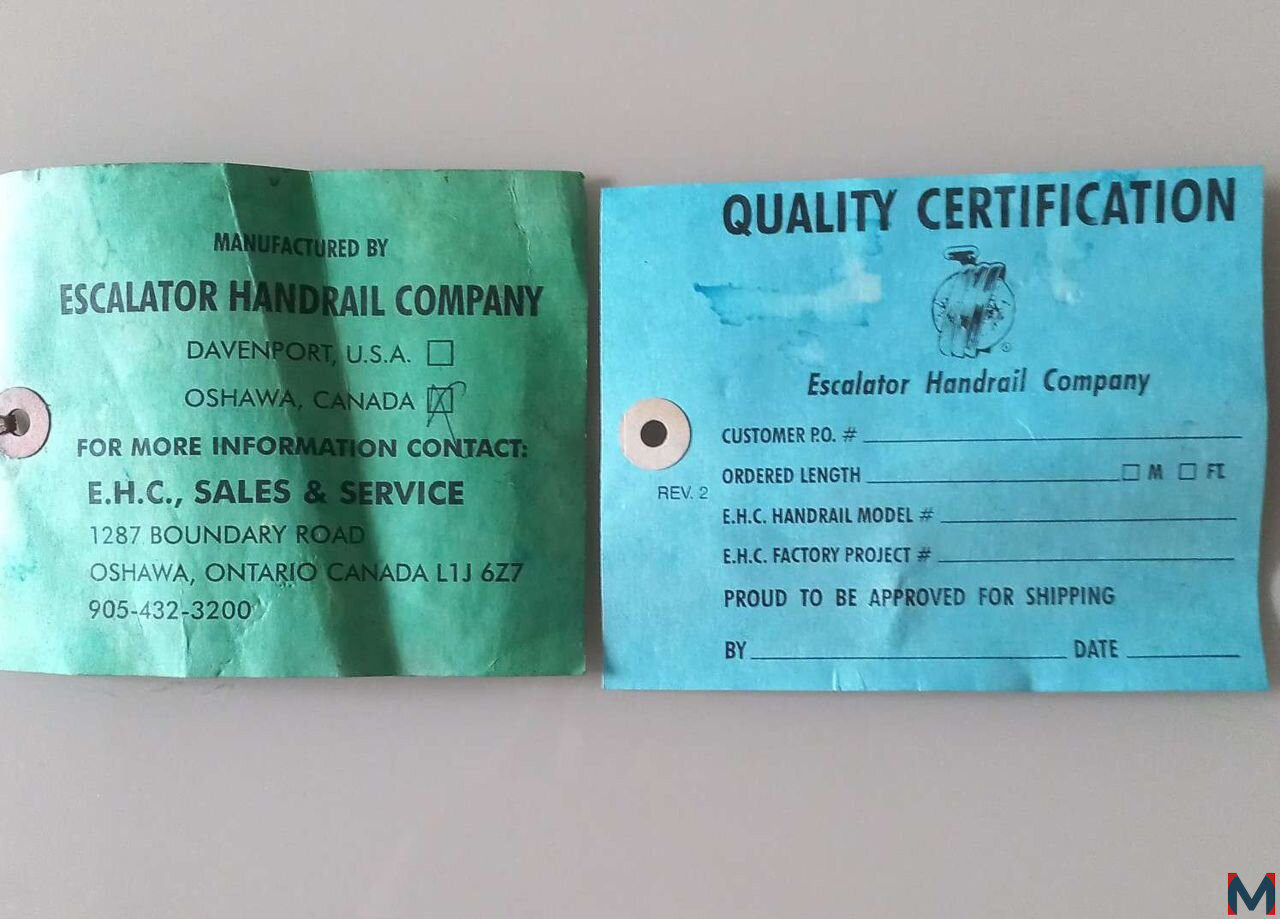 MANUFACTURED BY
ESCALATOR HANDRAIL COMPANY
DAVENPORT, U.S.A.
OSHAWA, CANADA
FOR MORE INFORMATION CONTACT:
E.H.C., SALES & SERVICE
1287 BOUNDARY ROAD
OSHAWA, ONTARIO CANADA L1J 6Z7
905-432-3200
QUALITY CERTIFICATION
®
Escalator Handrail Company
CUSTOMER P.O. #
ORDERED LENGTH M FT.
REV. 2
E.H.C. HANDRAIL MODEL #
E.H.C. FACTORY PROJECT #
PROUD TO BE APPROVED FOR SHIPPING
BY DATE
M